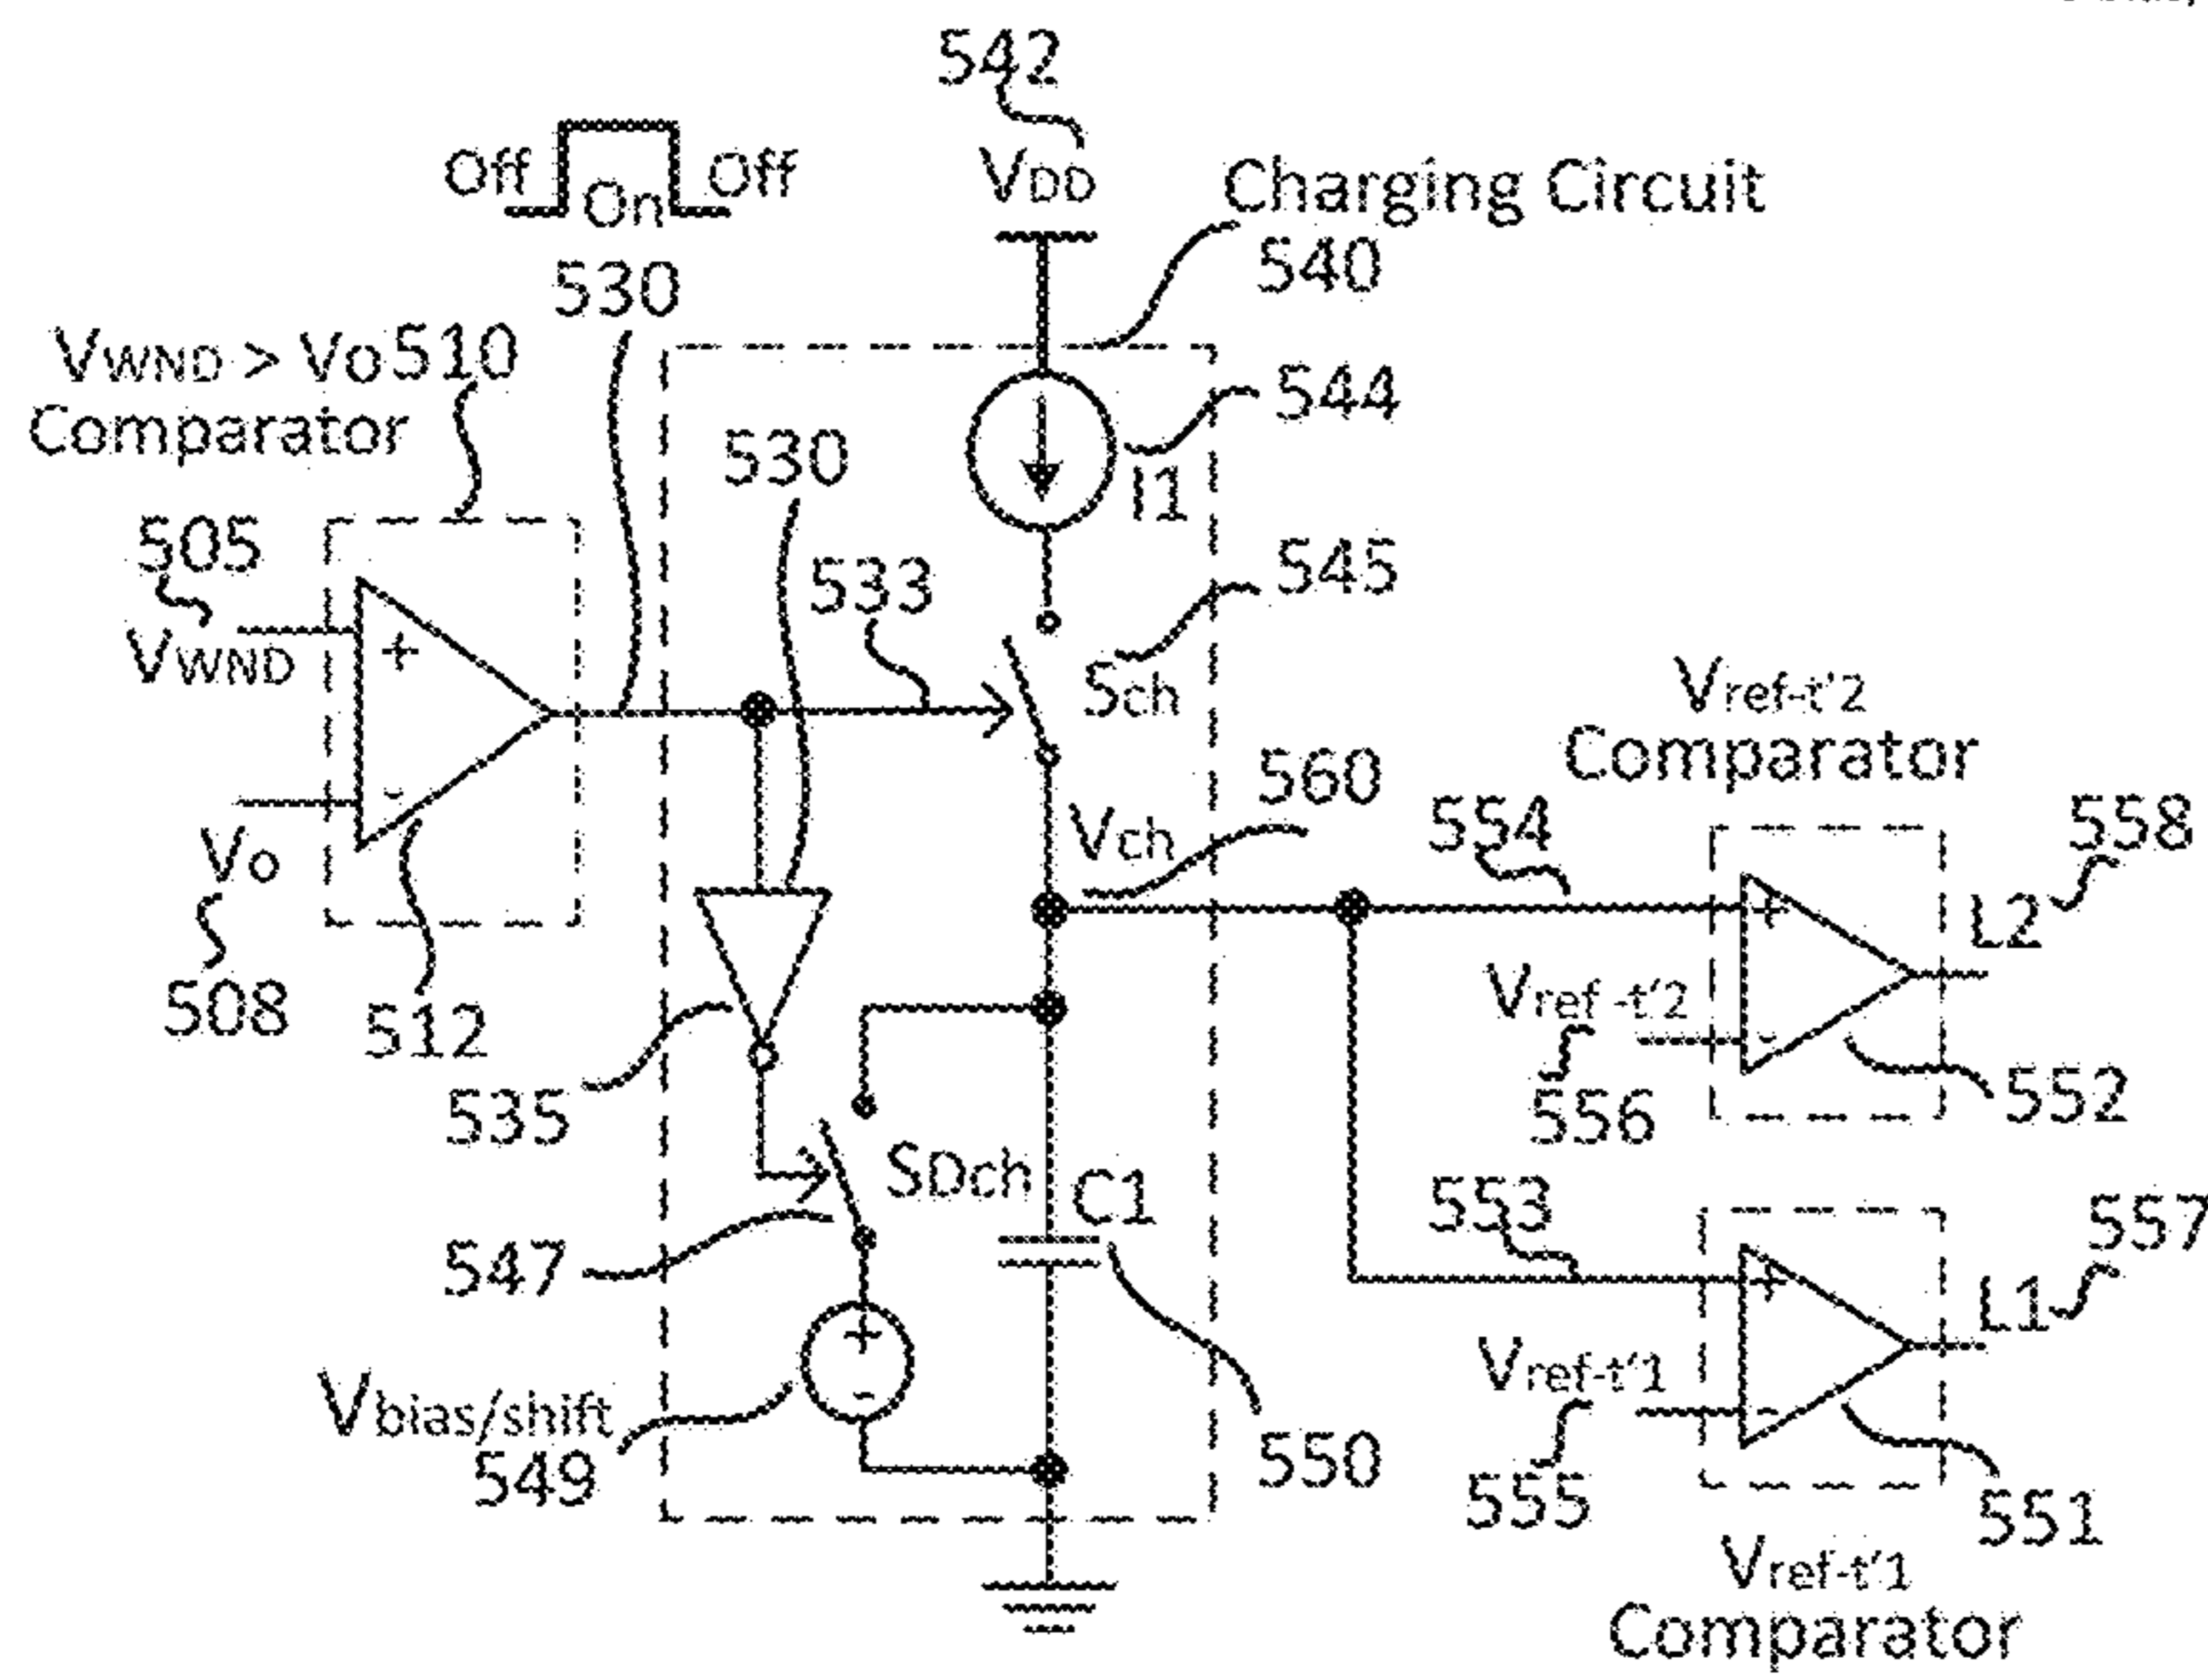 542
Off On Off
VDD
Charging Circuit
540
530
VWND > Vo 510
Comparator
544
I1
530
505
VWND
+
533
545
Sch
Vref-t'2
Comparator
560
Vch
554
558
-
Vo
508
512
+
L2
Vref-t'2
-
556
552
535
SDch
C1
547
553
557
+
L1
+
-
Vref-t'1
-
Vbias/shift
549
550
555
551
Vref-t'1
Comparator